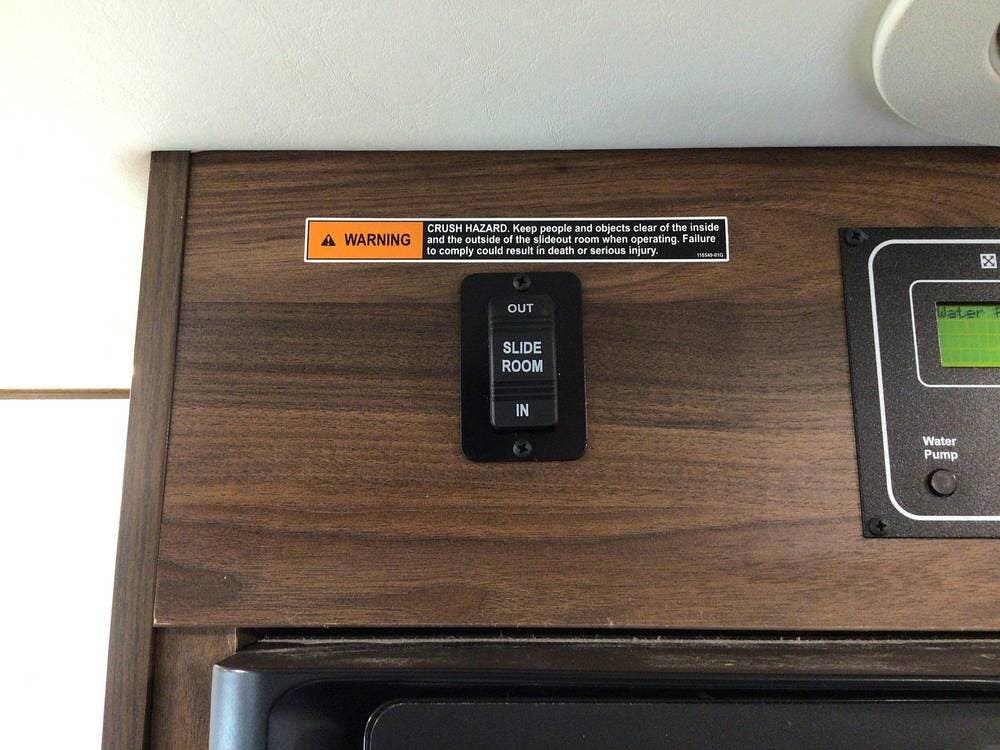 WARNING
CRUSH HAZARD. Keep people and objects clear of the inside
and the outside of the slideout room when operating. Failure
to comply could result in death or serious injury.
116549-01G
OUT
SLIDE
ROOM
IN
Water
Water
Pump